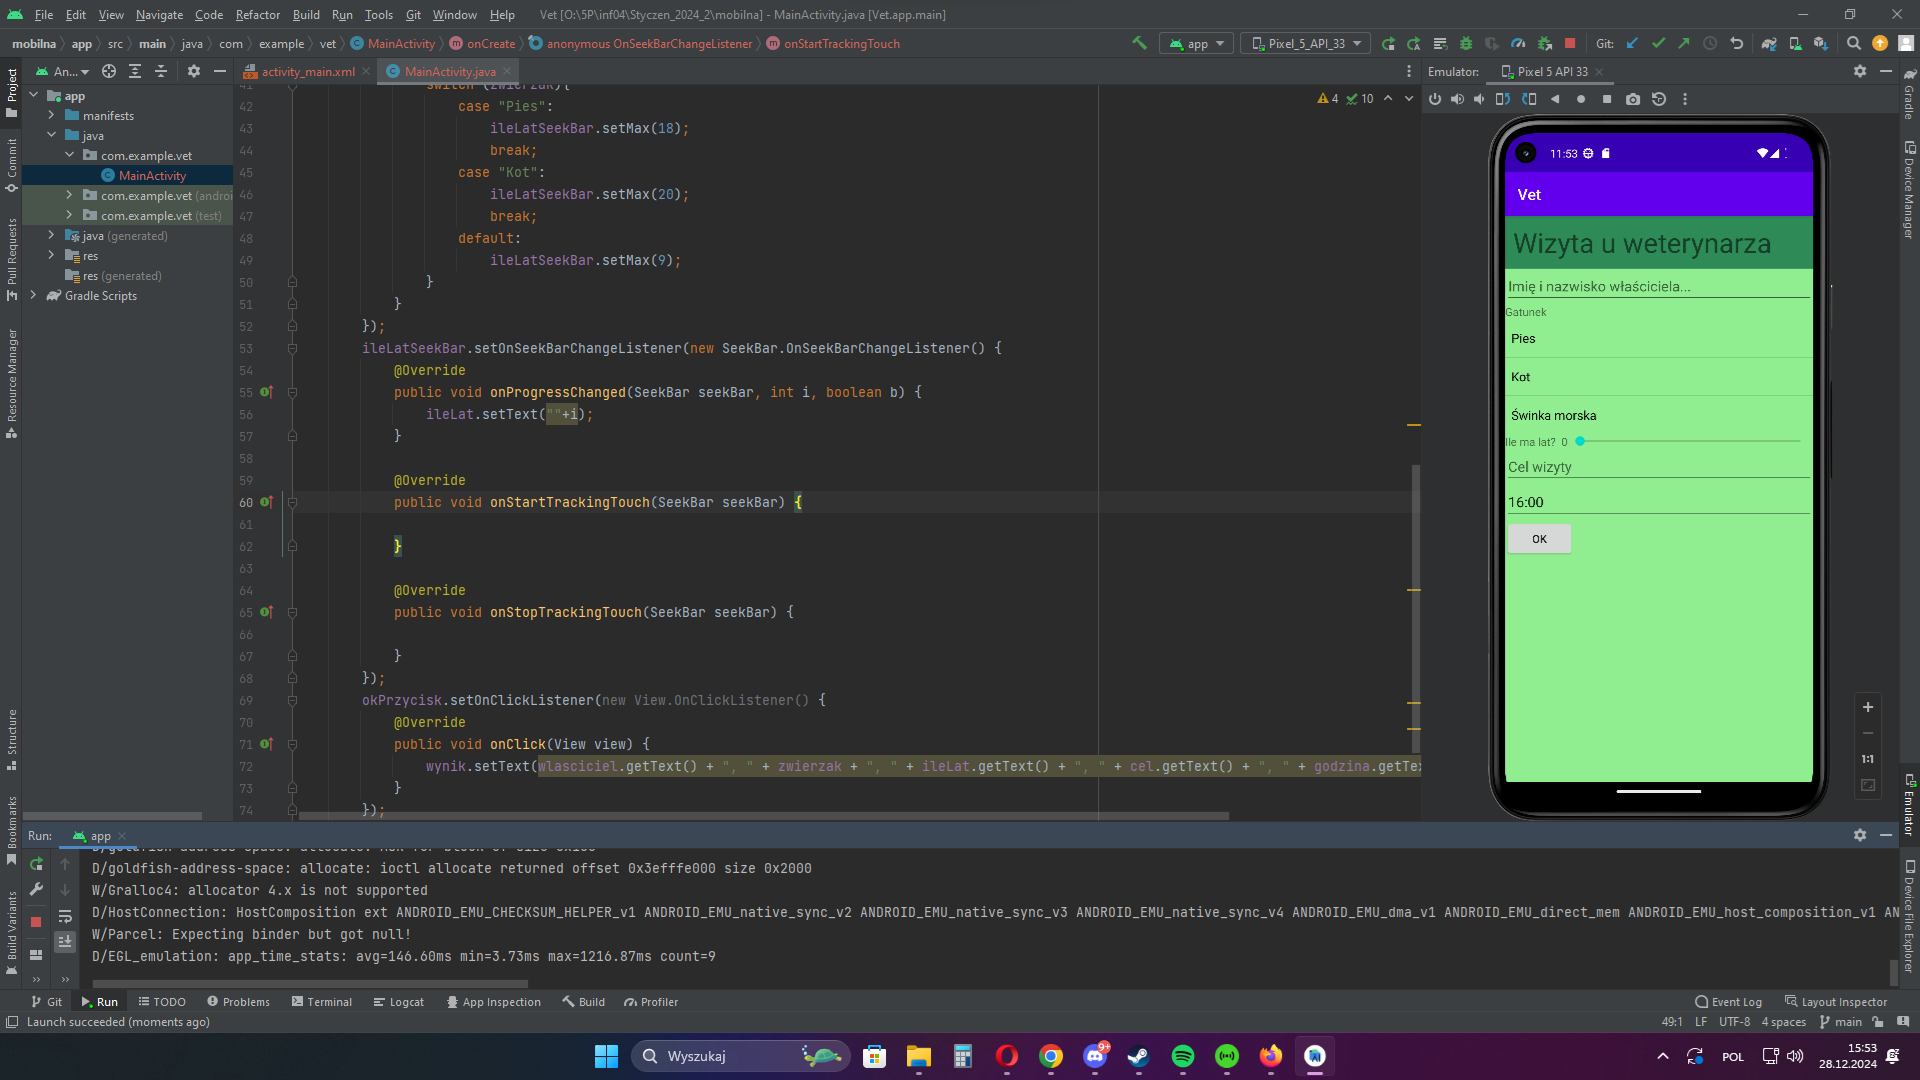 File Edit View Navigate Code Refactor Build Run Tools Git Window Help Vet [O:\5P\inf04\Styczen_2024_2\mobilna] - MainActivity.java [Vet.app.main]
mobilna app src main java com example vet MainActivity onCreate anonymous OnSeekBarChangeListener onStartTrackingTouch app Pixel_5_API_33 Git:
Project
An...
activity_main.xml
MainActivity.java
Emulator: Pixel 5 API 33
app
manifests
java
com.example.vet
MainActivity
com.example.vet (androi
com.example.vet (test)
java (generated)
res
res (generated)
Gradle Scripts
Commit
Pull Requests
Resource Manager
Structure
Bookmarks
Build Variants
4 10
41 switch (zwierzak){
42 case "Pies":
43 ileLatSeekBar.setMax(18);
44 break;
45 case "Kot":
46 ileLatSeekBar.setMax(20);
47 break;
48 default:
49 ileLatSeekBar.setMax(9);
50 }
51 }
52 });
53 ileLatSeekBar.setOnSeekBarChangeListener(new SeekBar.OnSeekBarChangeListener() {
54 @Override
55 public void onProgressChanged(SeekBar seekBar, int i, boolean b) {
56 ileLat.setText(""+i);
57 }
58
59 @Override
60 public void onStartTrackingTouch(SeekBar seekBar) {
61
62 }
63
64 @Override
65 public void onStopTrackingTouch(SeekBar seekBar) {
66
67 }
68 });
69 okPrzycisk.setOnClickListener(new View.OnClickListener() {
70 @Override
71 public void onClick(View view) {
72 wynik.setText(wlasciciel.getText() + ", " + zwierzak + ", " + ileLat.getText() + ", " + cel.getText() + ", " + godzina.getTe
73 }
74 });
11:53
Vet
Wizyta u weterynarza
Imię i nazwisko właściciela...
Gatunek
Pies
Kot
Świnka morska
Ile ma lat? 0
Cel wizyty
16:00
OK
1:1
Gradle
Device Manager
Emulator
Device File Explorer
Run: app
D/goldfish-address-space: allocate: ioctl allocate returned offset 0x3efffe000 size 0x2000
W/Gralloc4: allocator 4.x is not supported
D/HostConnection: HostComposition ext ANDROID_EMU_CHECKSUM_HELPER_v1 ANDROID_EMU_native_sync_v2 ANDROID_EMU_native_sync_v3 ANDROID_EMU_native_sync_v4 ANDROID_EMU_dma_v1 ANDROID_EMU_direct_mem ANDROID_EMU_host_composition_v1 AN
W/Parcel: Expecting binder but got null!
D/EGL_emulation: app_time_stats: avg=146.60ms min=3.73ms max=1216.87ms count=9
Git Run TODO Problems Terminal Logcat App Inspection Build Profiler Event Log Layout Inspector
Launch succeeded (moments ago) 49:1 LF UTF-8 4 spaces main
Wyszukaj
9+
POL
15:53
28.12.2024